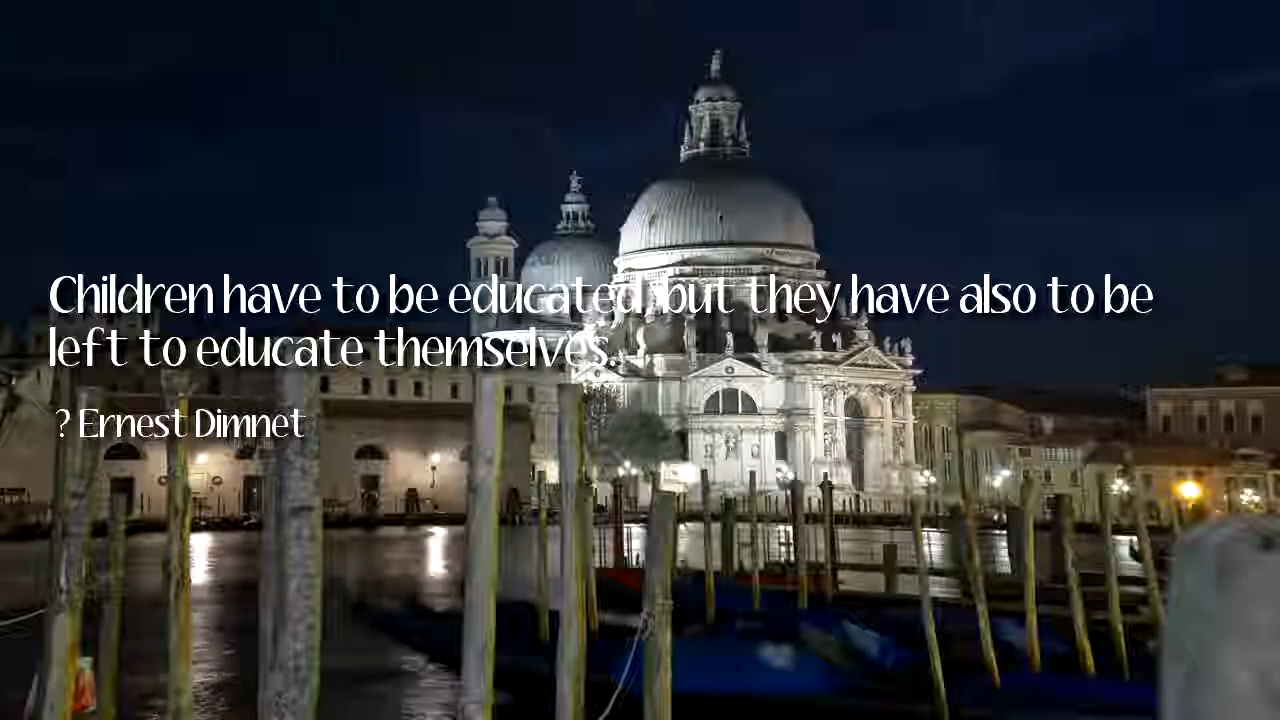 Children have to be educated, but they have also to be
left to educate themselves.
? Ernest Dimnet